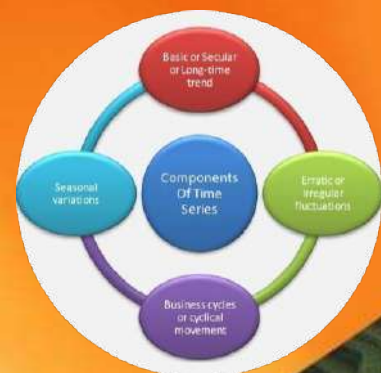 Basic or Secular
or Long-time
trend
Components
Of Time
Series
Seasonal
variations
Erratic or
irregular
fluctuations
Business cycles
or cyclical
movement